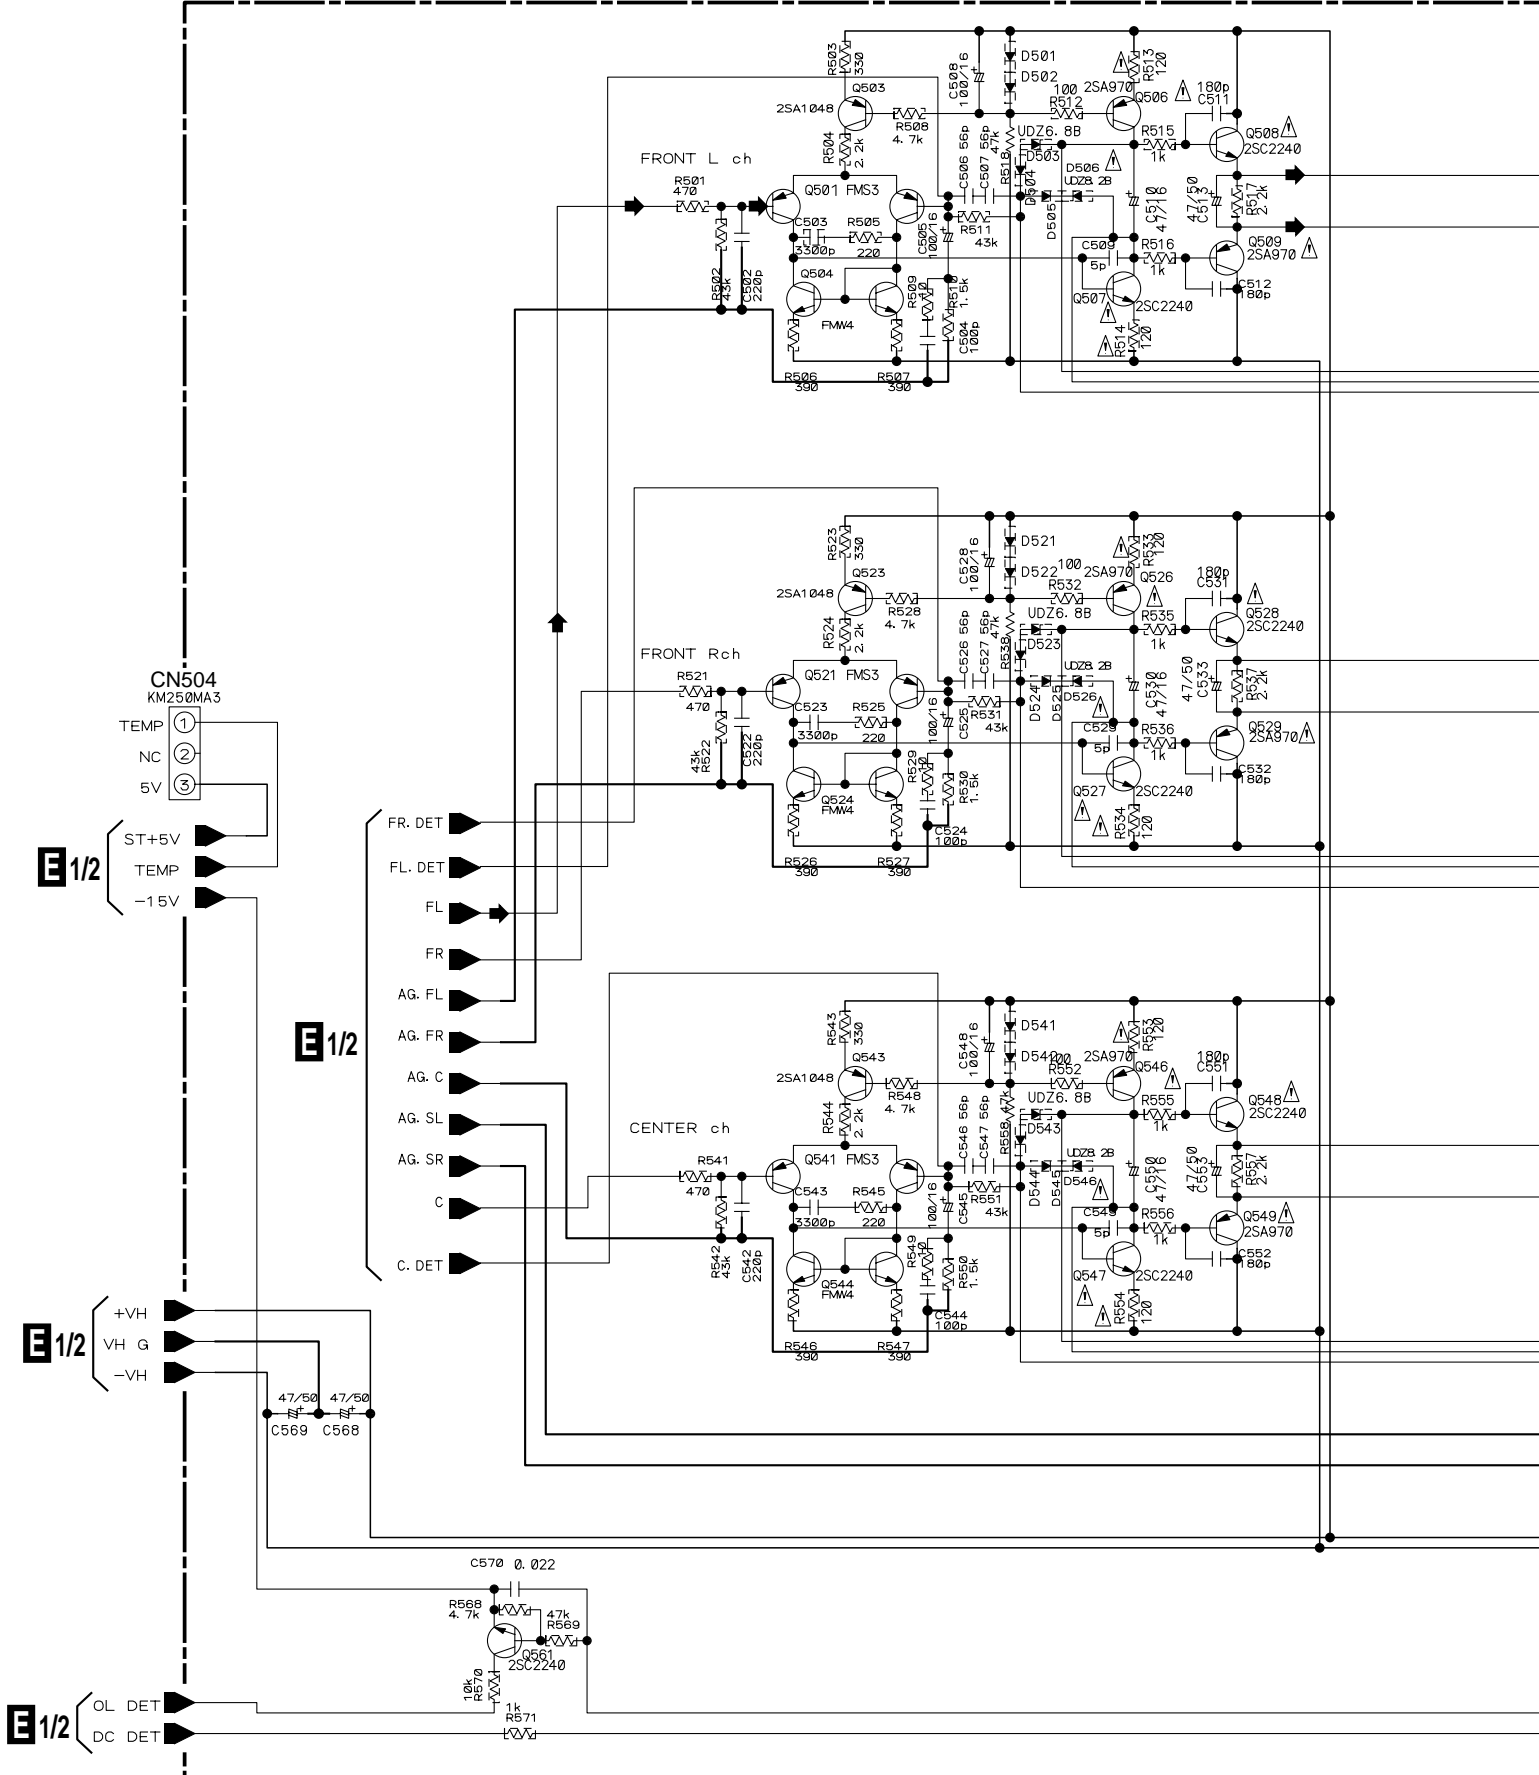 R503
330
Q503
2SA1048
R504
2.2k
R508
4.7k
C508
100/16
D501
D502
100
R512
2SA970
Q506
R513
120
180p
C511
Q508
2SC2240
UDZ6.8B
D503
R515
1k
FRONT L ch
R501
470
Q501
FMS3
C506 56p
C507 56p
R518
47k
D504
D506
UDZ8.2B
D505
C510
47/16
47/50
C513
R517
2.2k
C503
3300p
R505
220
C505
100/16
R511
43k
C509
5p
R516
1k
Q509
2SA970
R502
43k
C502
220p
Q504
FMW4
R509
10
R510
1.5k
C504
100p
Q507
2SC2240
C512
180p
R514
120
R506
390
R507
390
R523
330
Q523
2SA1048
R524
2.2k
R528
4.7k
C528
100/16
D521
D522
100
R532
2SA970
Q526
R533
120
180p
C531
Q528
2SC2240
UDZ6.8B
D523
R535
1k
FRONT Rch
R521
470
Q521
FMS3
C526 56p
C527 56p
R538
47k
D524
D525
UDZ8.2B
D526
C530
47/16
47/50
C533
R537
2.2k
C523
3300p
R525
220
100/16
C525
R531
43k
C529
5p
R536
1k
Q529
2SA970
43k
R522
C522
220p
Q524
FMW4
R529
10
R530
1.5k
C524
100p
Q527
2SC2240
C532
180p
R534
120
R526
390
R527
390
CN504
KM250MA3
TEMP 1
NC 2
5V 3
E 1/2
ST+5V
TEMP
-15V
E 1/2
FR.DET
FL.DET
FL
FR
AG.FL
AG.FR
AG.C
AG.SL
AG.SR
C
C.DET
R543
330
Q543
2SA1048
R544
2.2k
R548
4.7k
C548
100/16
D541
D542
100
R552
2SA970
Q546
R553
120
180p
C551
Q548
2SC2240
UDZ6.8B
D543
R555
1k
CENTER ch
R541
470
Q541
FMS3
C546 56p
C547 56p
R558
47k
D544
D545
UDZ8.2B
D546
C550
47/16
47/50
C553
R557
2.2k
C543
3300p
R545
220
100/16
C545
R551
43k
5p
R556
1k
Q549
2SA970
R542
43k
C542
220p
Q544
FMW4
R549
10
R550
1.5k
C544
100p
Q547
2SC2240
C552
180p
R554
120
R546
390
R547
390
E 1/2
+VH
VH G
-VH
47/50
C569
47/50
C568
C570 0.022
R568
4.7k
47k
R569
Q561
2SC2240
10k
R570
1k
R571
E 1/2
OL DET
DC DET